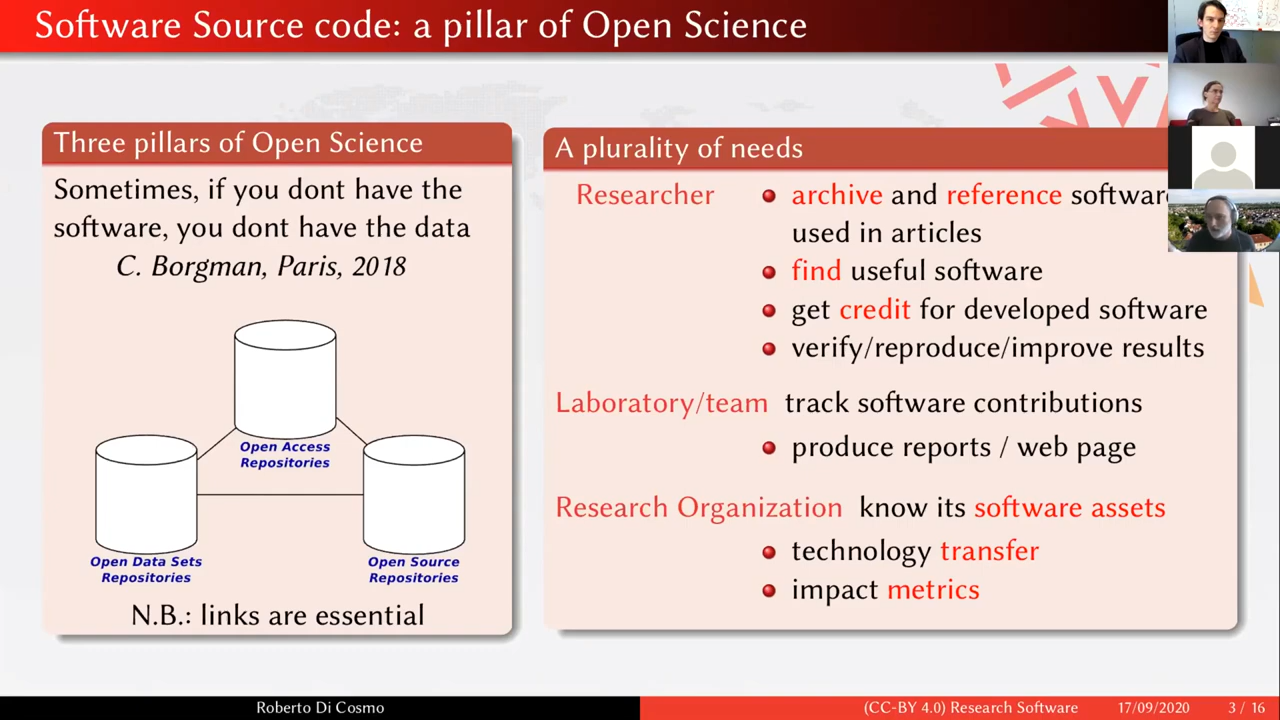 Software Source code: a pillar of Open Science
Three pillars of Open Science
Sometimes, if you dont have the
software, you dont have the data
C. Borgman, Paris, 2018
Open Access
Repositories
Open Data Sets
Repositories
Open Source
Repositories
N.B.: links are essential
A plurality of needs
Researcher archive and reference software
used in articles
find useful software
get credit for developed software
verify/reproduce/improve results
Laboratory/team track software contributions
produce reports / web page
Research Organization know its software assets
technology transfer
impact metrics
Roberto Di Cosmo (CC-BY 4.0) Research Software 17/09/2020 3 / 16